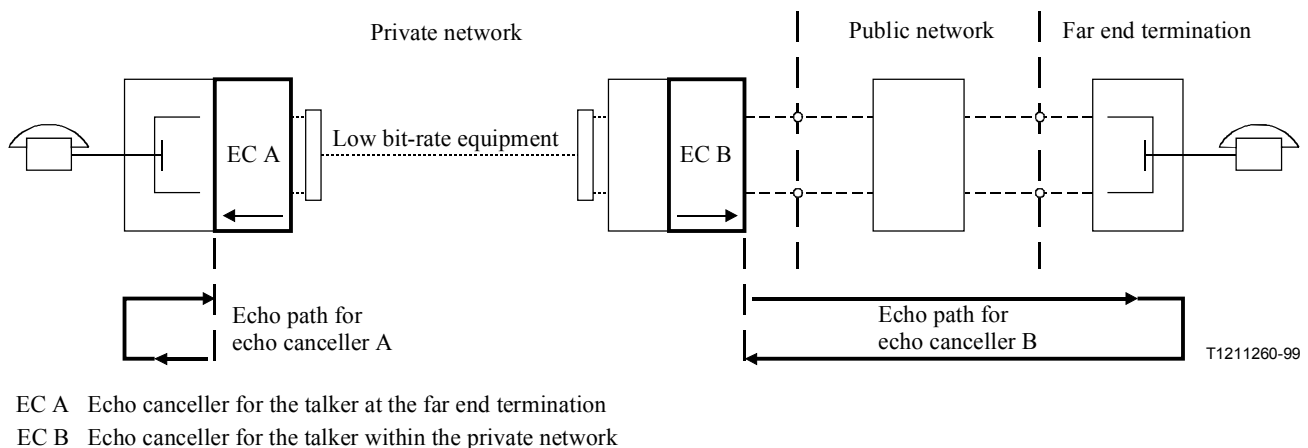 Private network
Public network
Far end termination
EC A
Low bit-rate equipment
EC B
Echo path for
echo canceller A
Echo path for
echo canceller B
T1211260-99
EC A Echo canceller for the talker at the far end termination
EC B Echo canceller for the talker within the private network